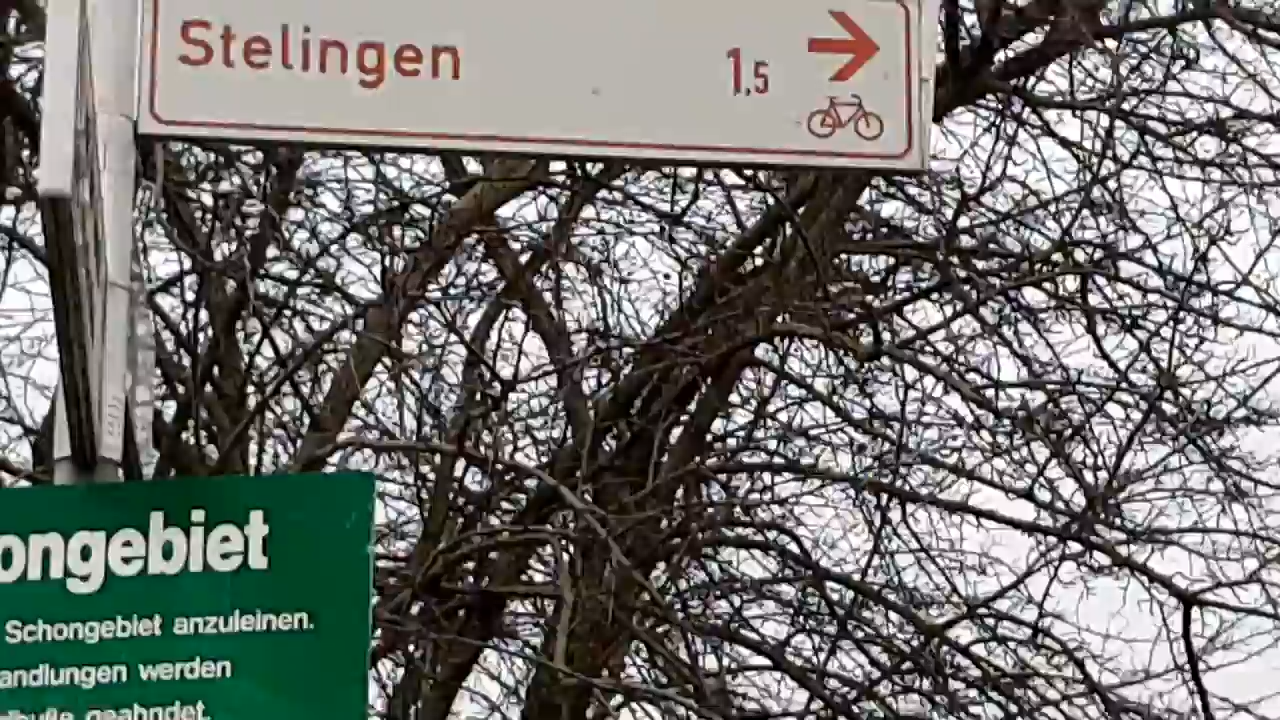 Stelingen 1,5
ongebiet
Schongebiet anzuleinen.
andlungen werden
geahndet.